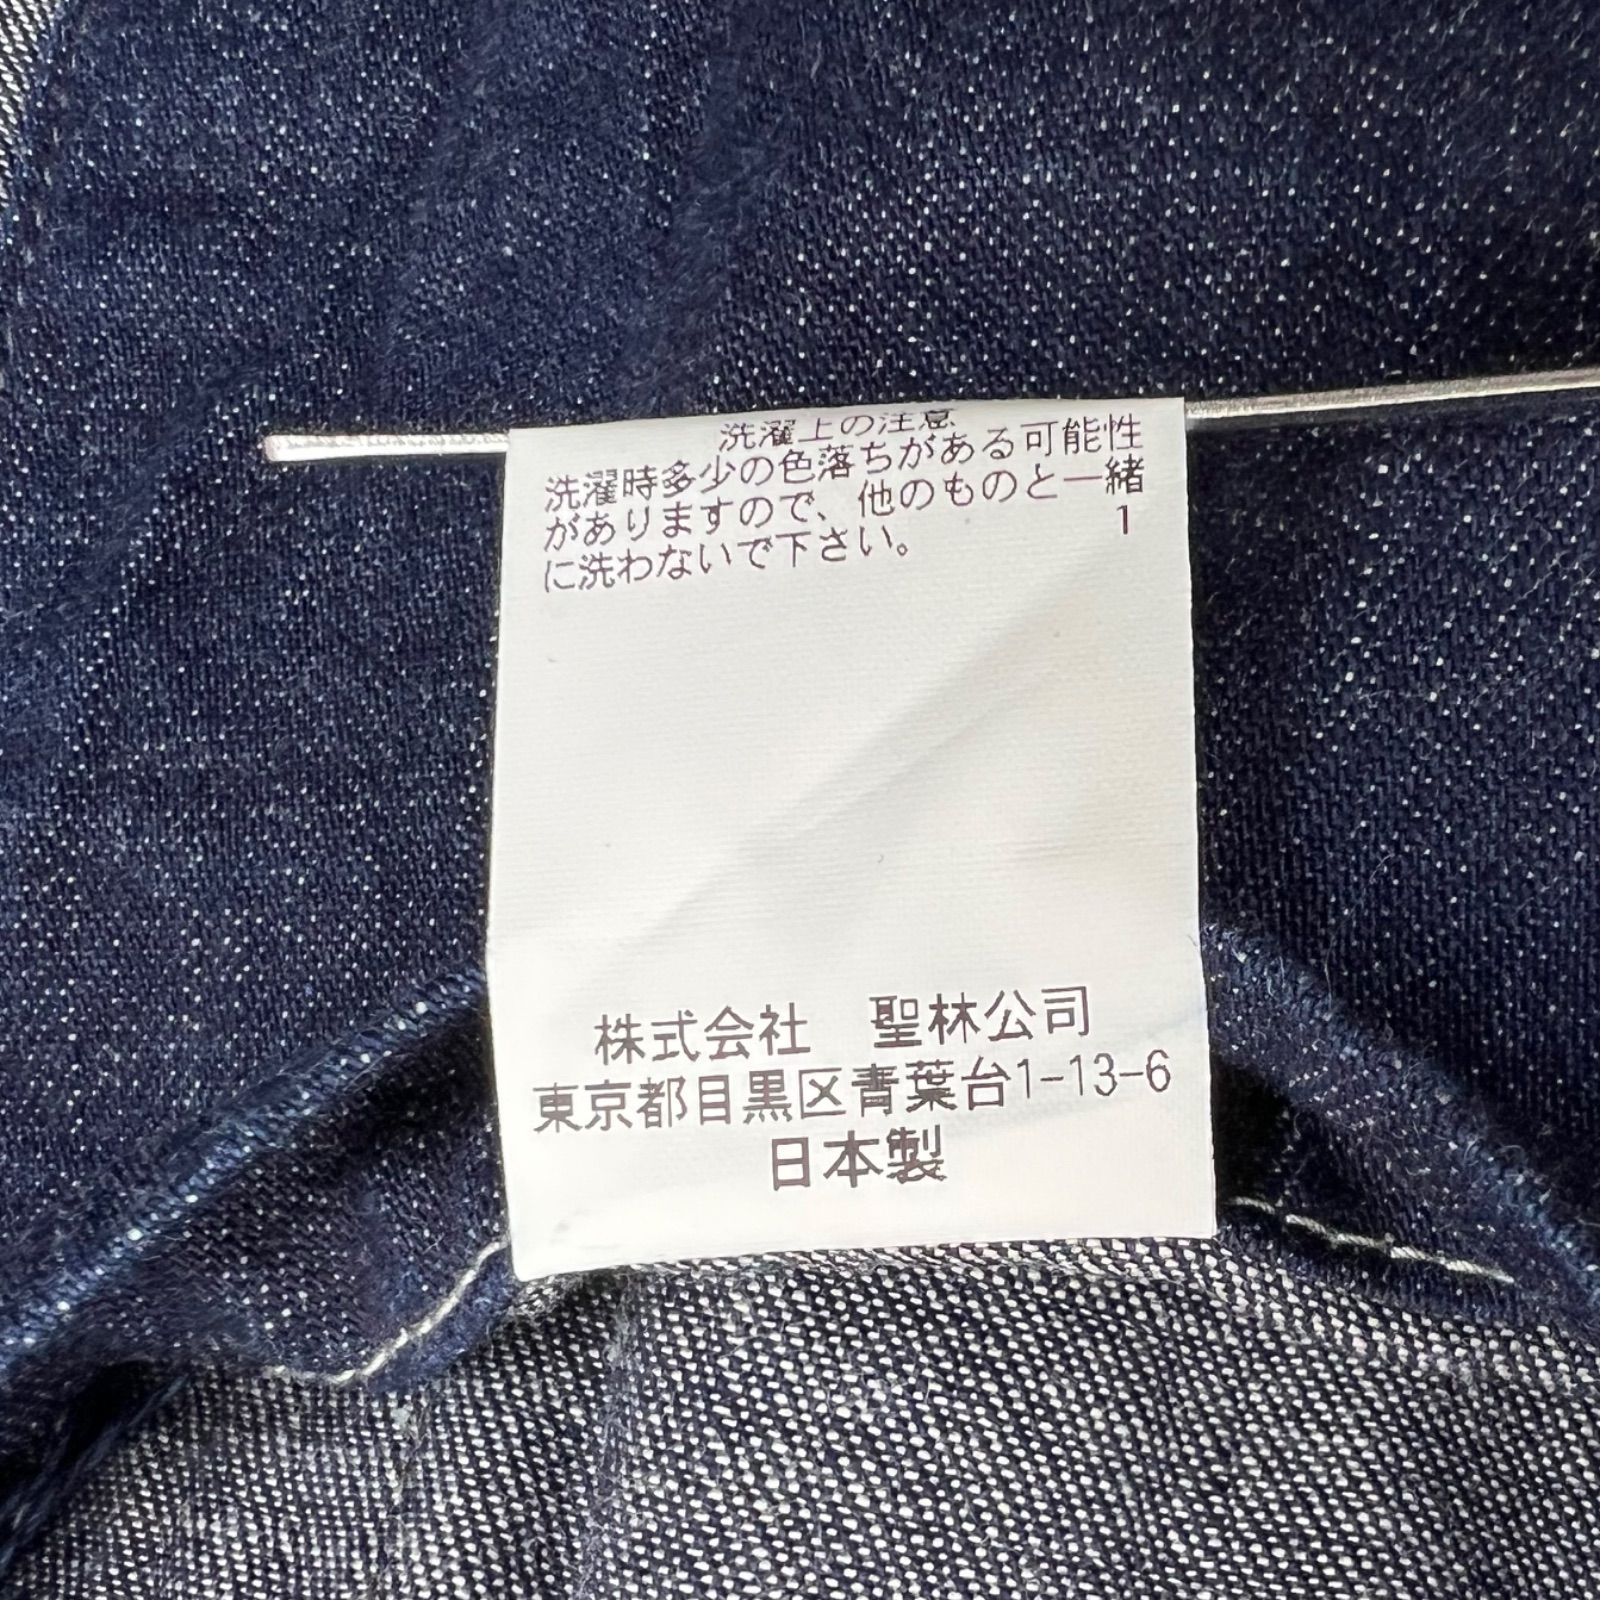 洗濯上の注意
洗濯時多少の色落ちがある可能性
がありますので、他のものと一緒
に洗わないで下さい。
1
株式会社　聖林公司
東京都目黒区青葉台1-13-6
日本製